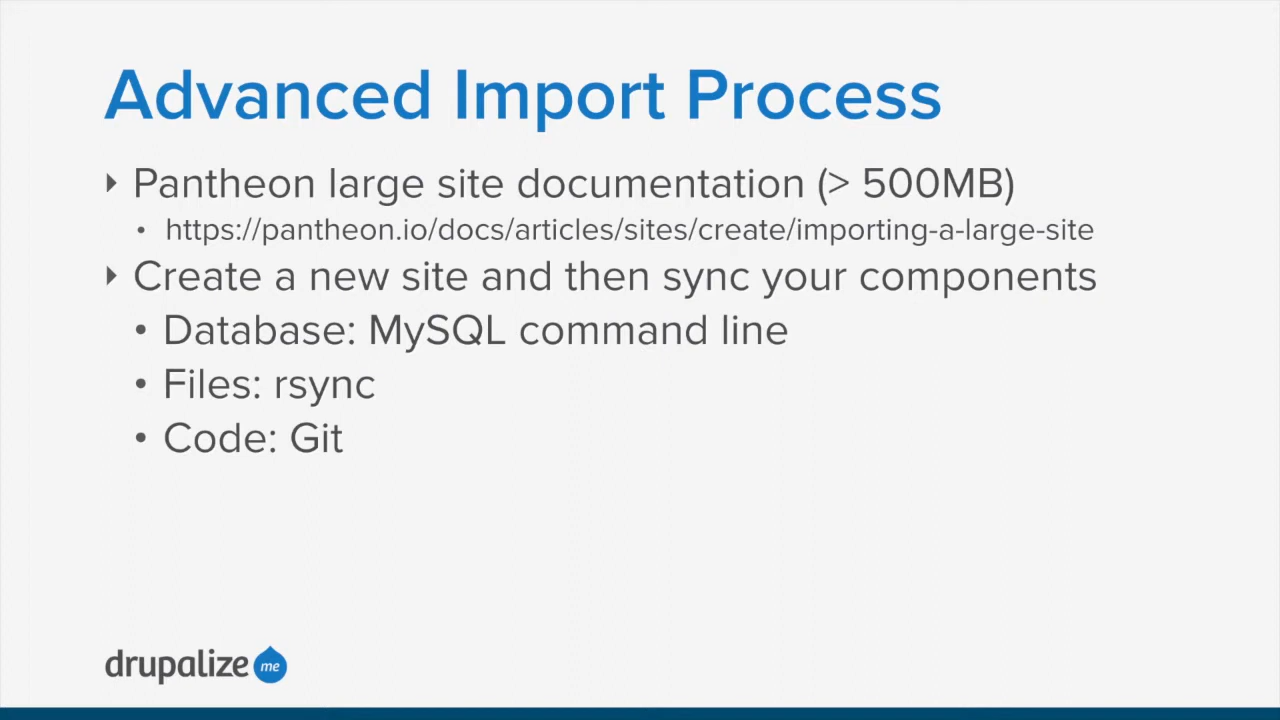 Advanced Import Process
Pantheon large site documentation (> 500MB)
• https://pantheon.io/docs/articles/sites/create/importing-a-large-site
Create a new site and then sync your components
• Database: MySQL command line
• Files: rsync
• Code: Git
drupalize me